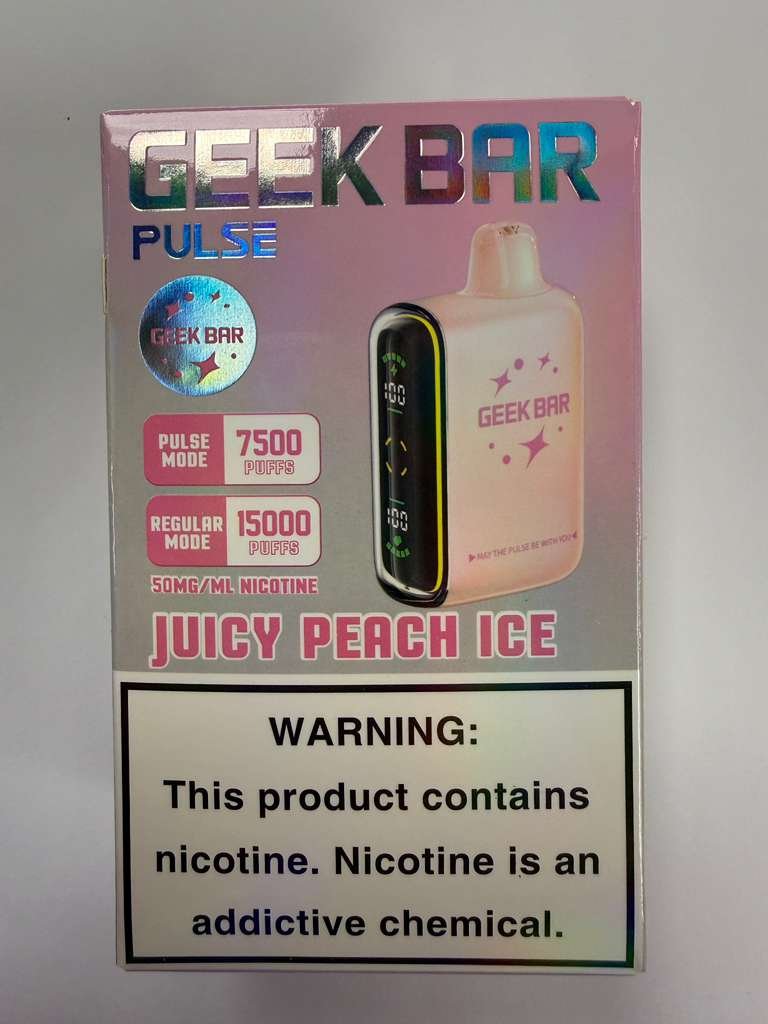 GEEK BAR
PULSE
GEEK BAR
PULSE MODE
7500 PUFFS
REGULAR MODE
15000 PUFFS
50MG/ML NICOTINE
100
100
GEEK BAR
MAY THE PULSE BE WITH YOU
JUICY PEACH ICE
WARNING:
This product contains
nicotine. Nicotine is an
addictive chemical.